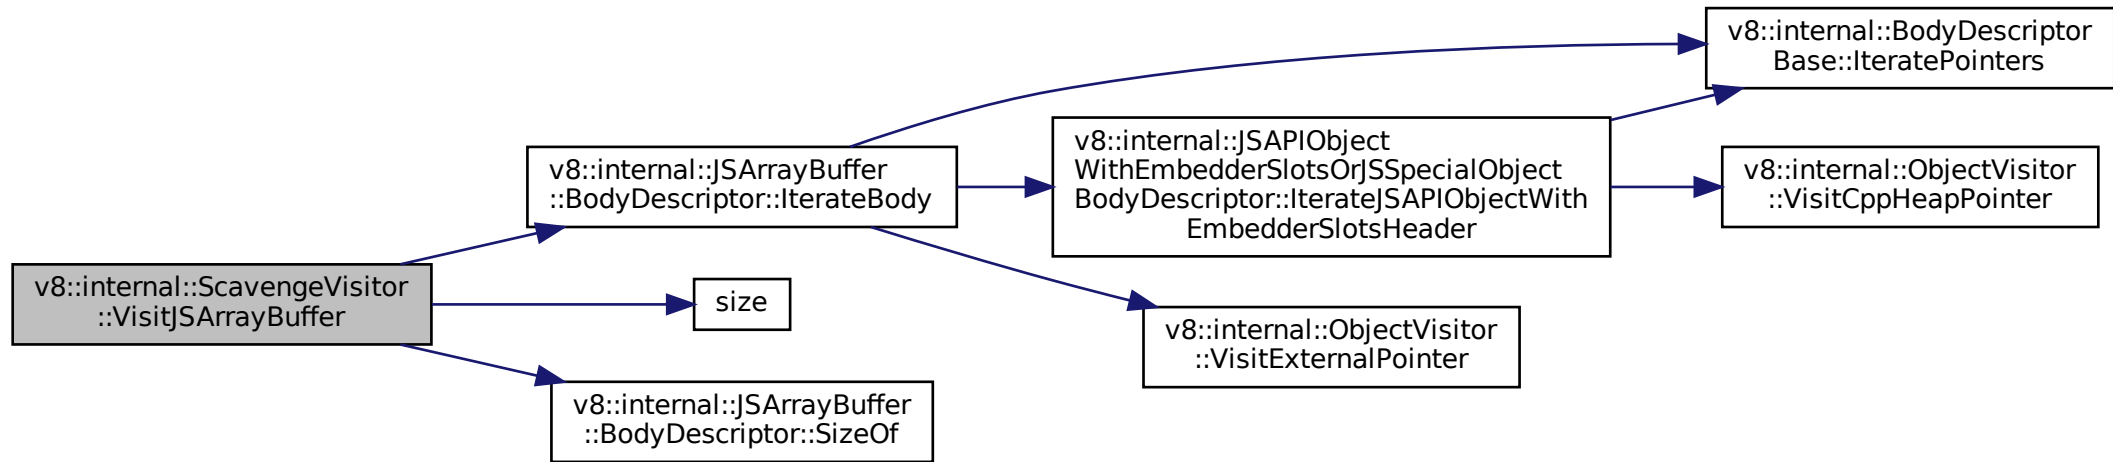 v8::internal::ScavengeVisitor
::VisitJSArrayBuffer
v8::internal::JSArrayBuffer
::BodyDescriptor::IterateBody
size
v8::internal::JSArrayBuffer
::BodyDescriptor::SizeOf
v8::internal::JSAPIObject
WithEmbedderSlotsOrJSSpecialObject
BodyDescriptor::IterateJSAPIObjectWith
EmbedderSlotsHeader
v8::internal::ObjectVisitor
::VisitExternalPointer
v8::internal::BodyDescriptor
Base::IteratePointers
v8::internal::ObjectVisitor
::VisitCppHeapPointer